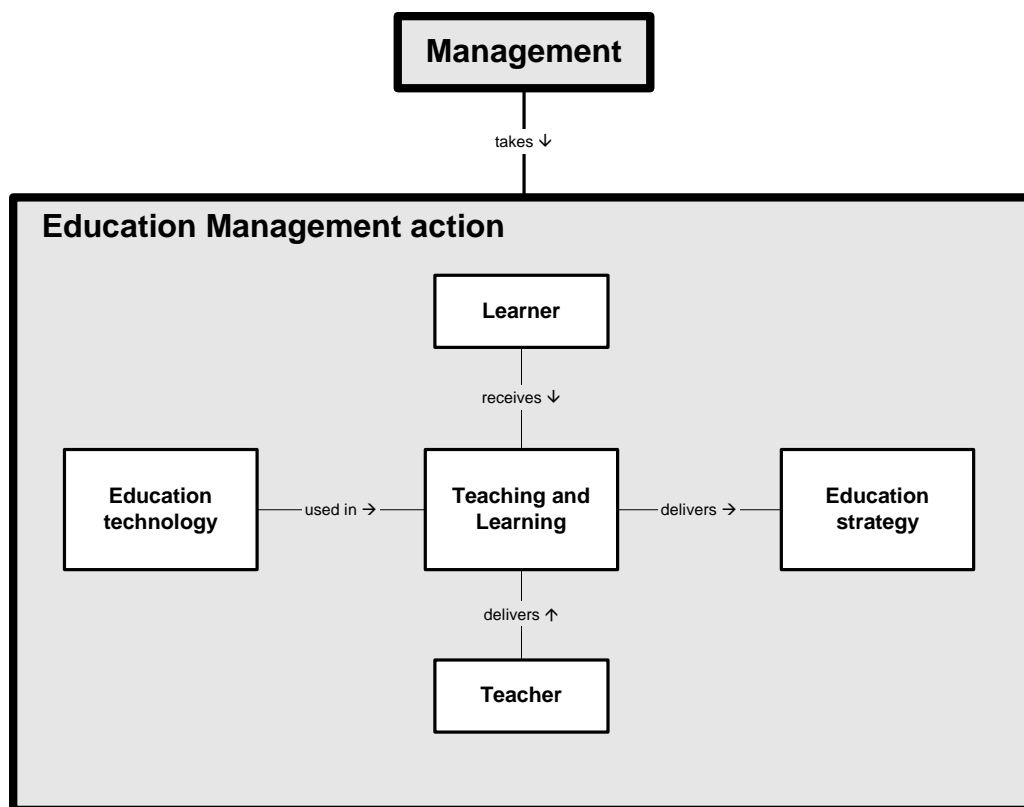 Management
takes ↓
Education Management action
Learner
receives ↓
Education
technology
used in →
Teaching and
Learning
delivers →
Education
strategy
delivers ↑
Teacher